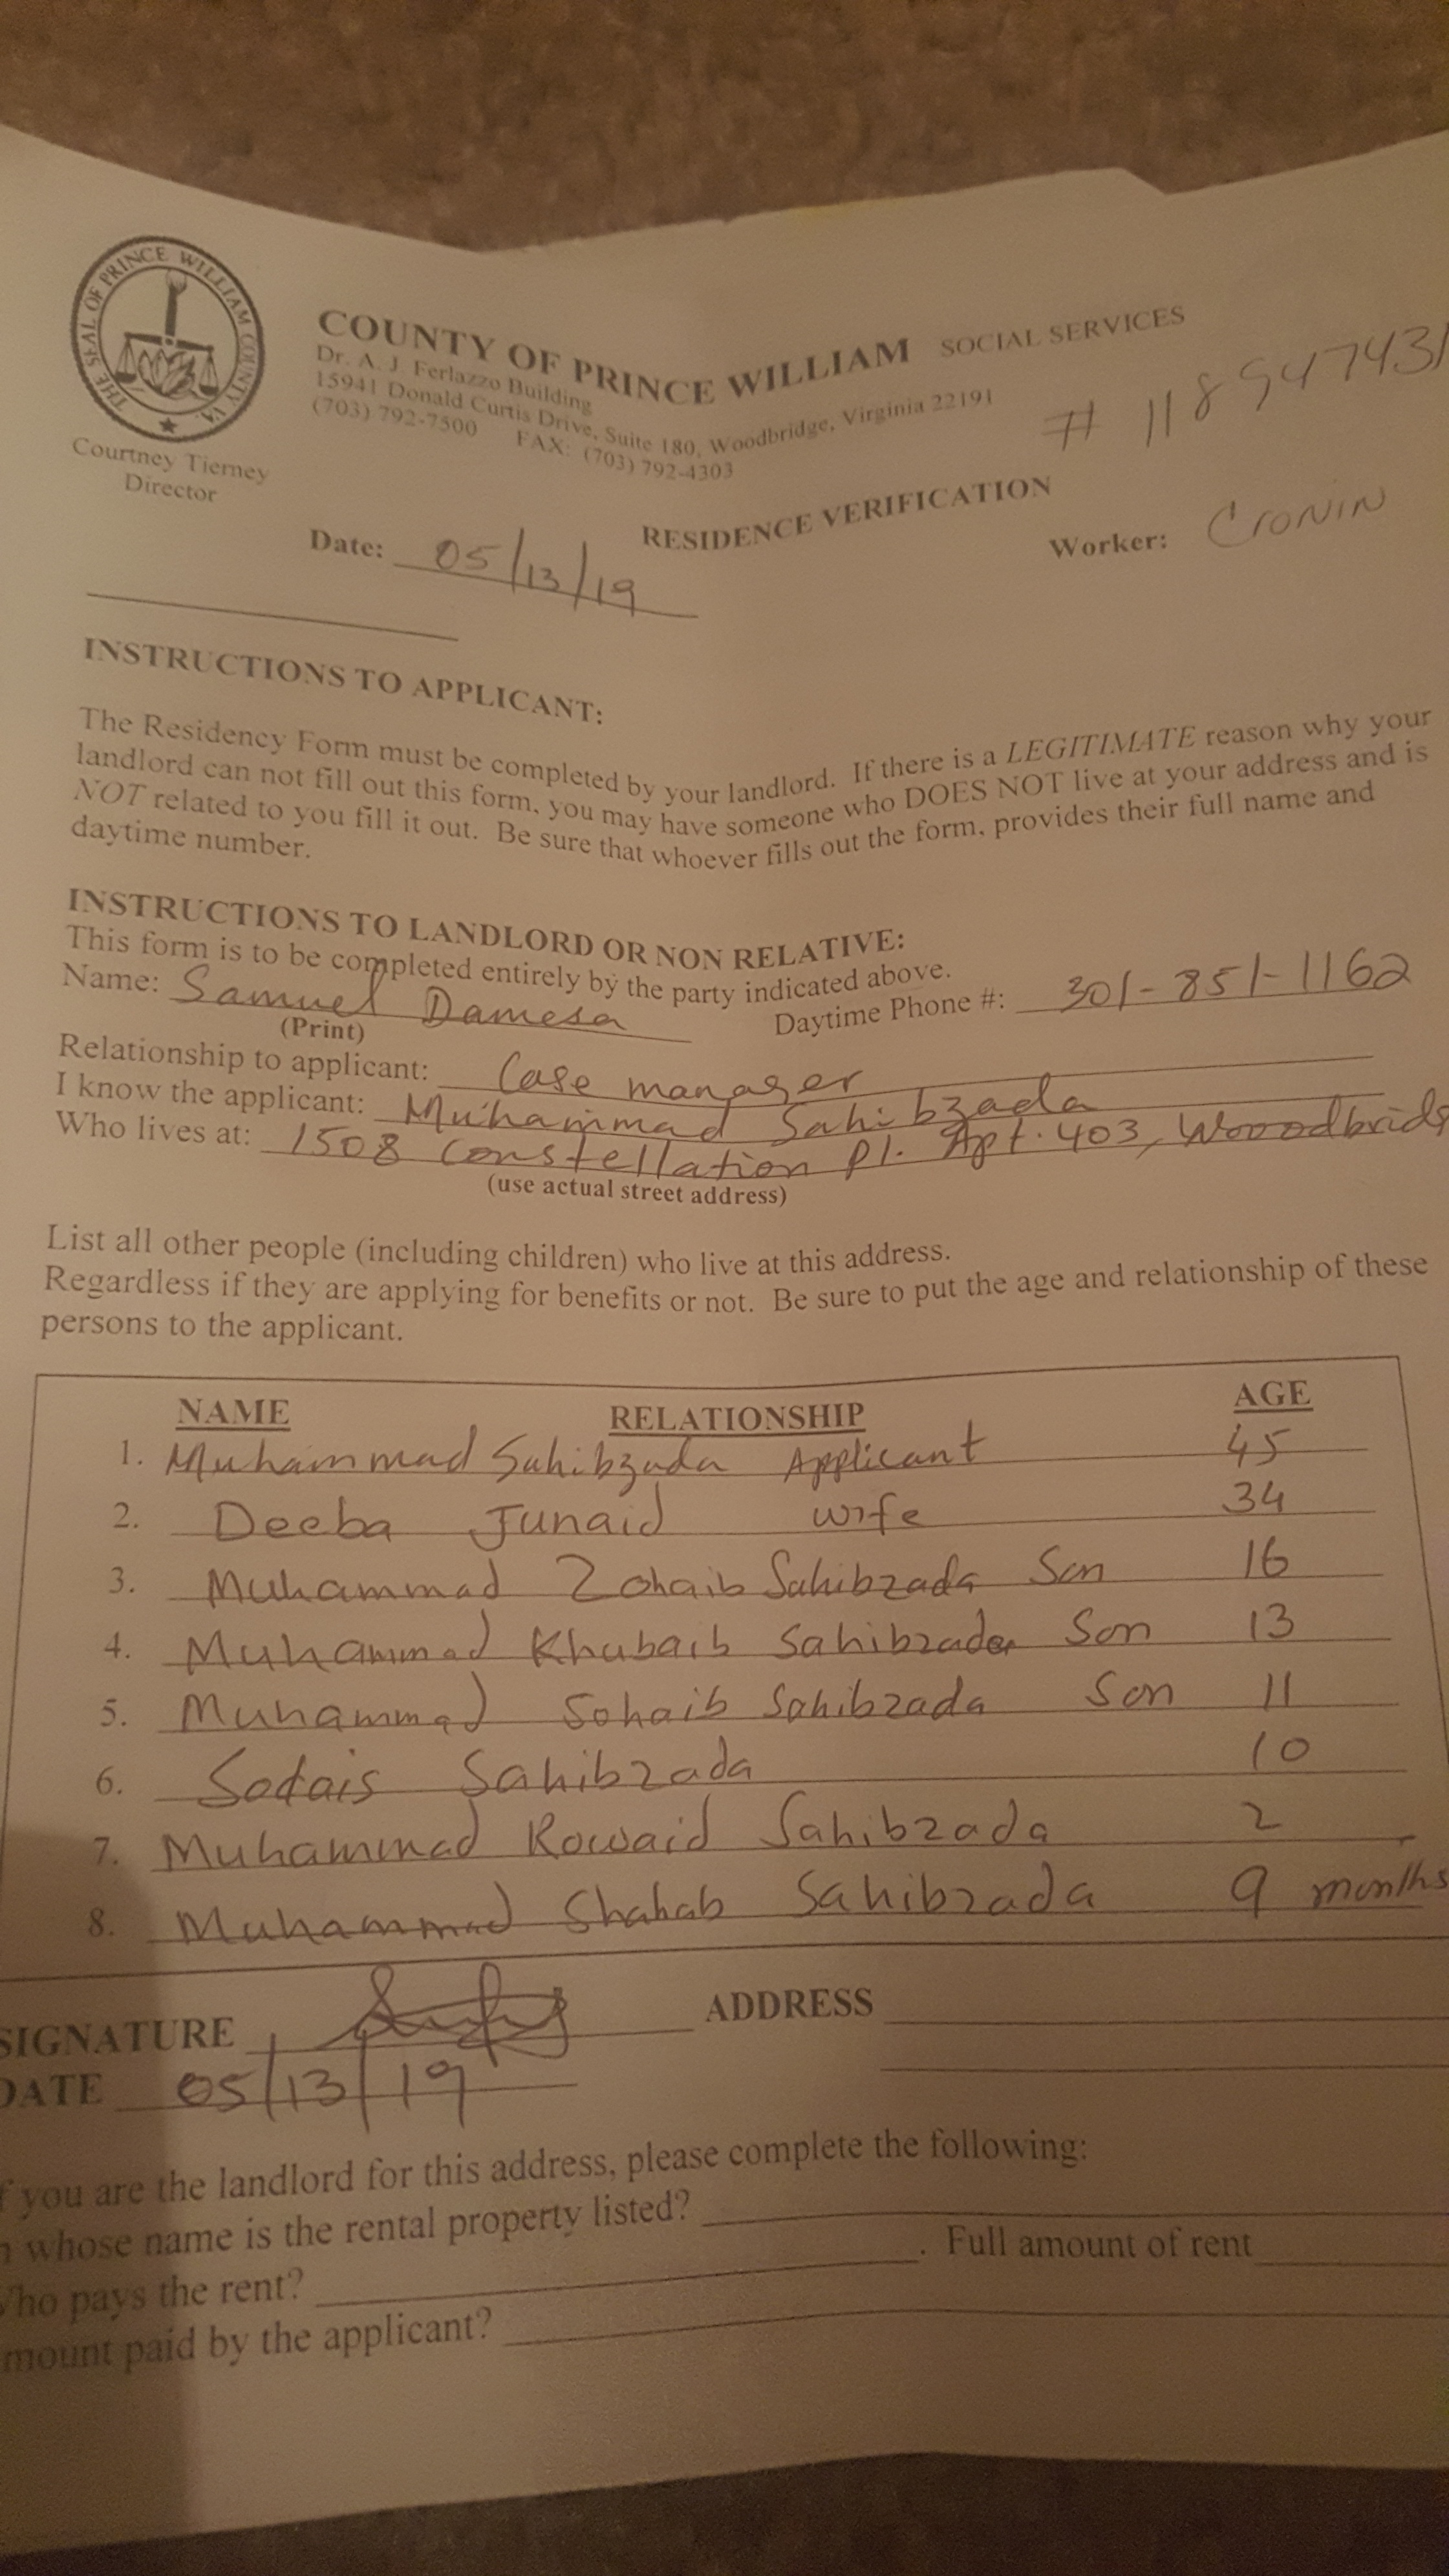 THE SEAL OF PRINCE WILLIAM COUNTY VA.
COUNTY OF PRINCE WILLIAM SOCIAL SERVICES
Dr. A. J. Ferlazzo Building
15941 Donald Curtis Drive, Suite 180, Woodbridge, Virginia 22191
(703) 792-7500 FAX: (703) 792-4303
# 118947431
Courtney Tierney
Director
RESIDENCE VERIFICATION
Date: 05/13/19 Worker: Cronin
INSTRUCTIONS TO APPLICANT:
The Residency Form must be completed by your landlord. If there is a LEGITIMATE reason why your
landlord can not fill out this form, you may have someone who DOES NOT live at your address and is
NOT related to you fill it out. Be sure that whoever fills out the form, provides their full name and
daytime number.
INSTRUCTIONS TO LANDLORD OR NON RELATIVE:
This form is to be completed entirely by the party indicated above.
Name: Samuel Damesa Daytime Phone #: 301-851-1162
(Print)
Relationship to applicant: Case manager
I know the applicant: Muhammad Sahibzada
Who lives at: 1508 Constellation Pl. Apt. 403, Wooodbridg
(use actual street address)
List all other people (including children) who live at this address.
Regardless if they are applying for benefits or not. Be sure to put the age and relationship of these
persons to the applicant.
NAME RELATIONSHIP AGE
1. Muhammad Sahibzada Applicant 45
2. Deeba Junaid wife 34
3. Muhammad Zohaib Sahibzada Son 16
4. Muhammad Khubaib Sahibzada Son 13
5. Muhammad Sohaib Sahibzada Son 11
6. Sodais Sahibzada 10
7. Muhammad Rowaid Sahibzada 2
8. Muhammad Shahab Sahibzada 9 months
SIGNATURE ADDRESS
DATE 05/13/19
f you are the landlord for this address, please complete the following:
n whose name is the rental property listed?
Who pays the rent? . Full amount of rent
mount paid by the applicant?